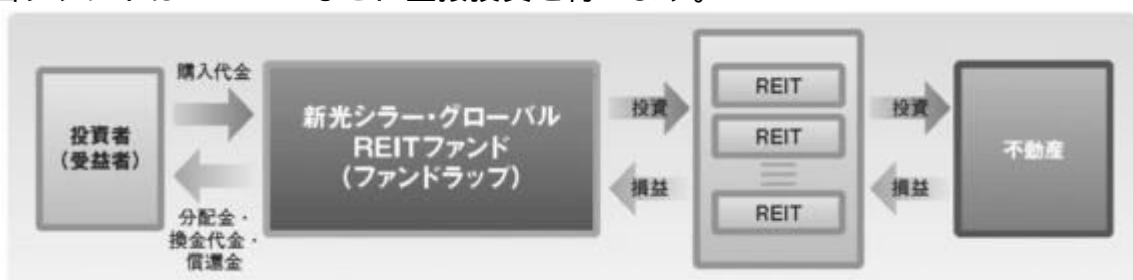 購入代金
投資者
(受益者)
分配金・
換金代金・
償還金
新光シラー・グローバル
REITファンド
(ファンドラップ)
投資
損益
REIT
REIT
REIT
投資
損益
不動産